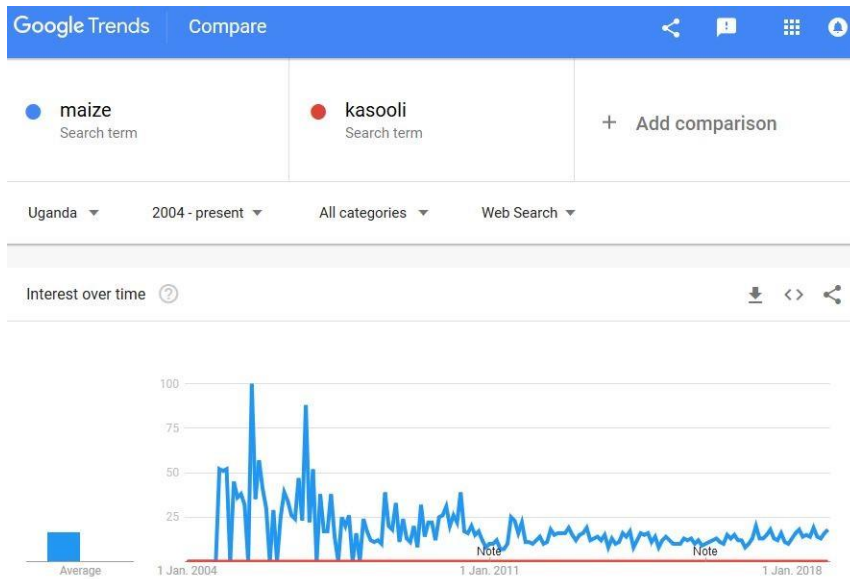 Google Trends Compare
maize
Search term
kasooli
Search term
+ Add comparison
Uganda 2004 - present All categories Web Search
Interest over time ?
100
75
50
25
Note Note
Average 1 Jan. 2004 1 Jan. 2011 1 Jan. 2018